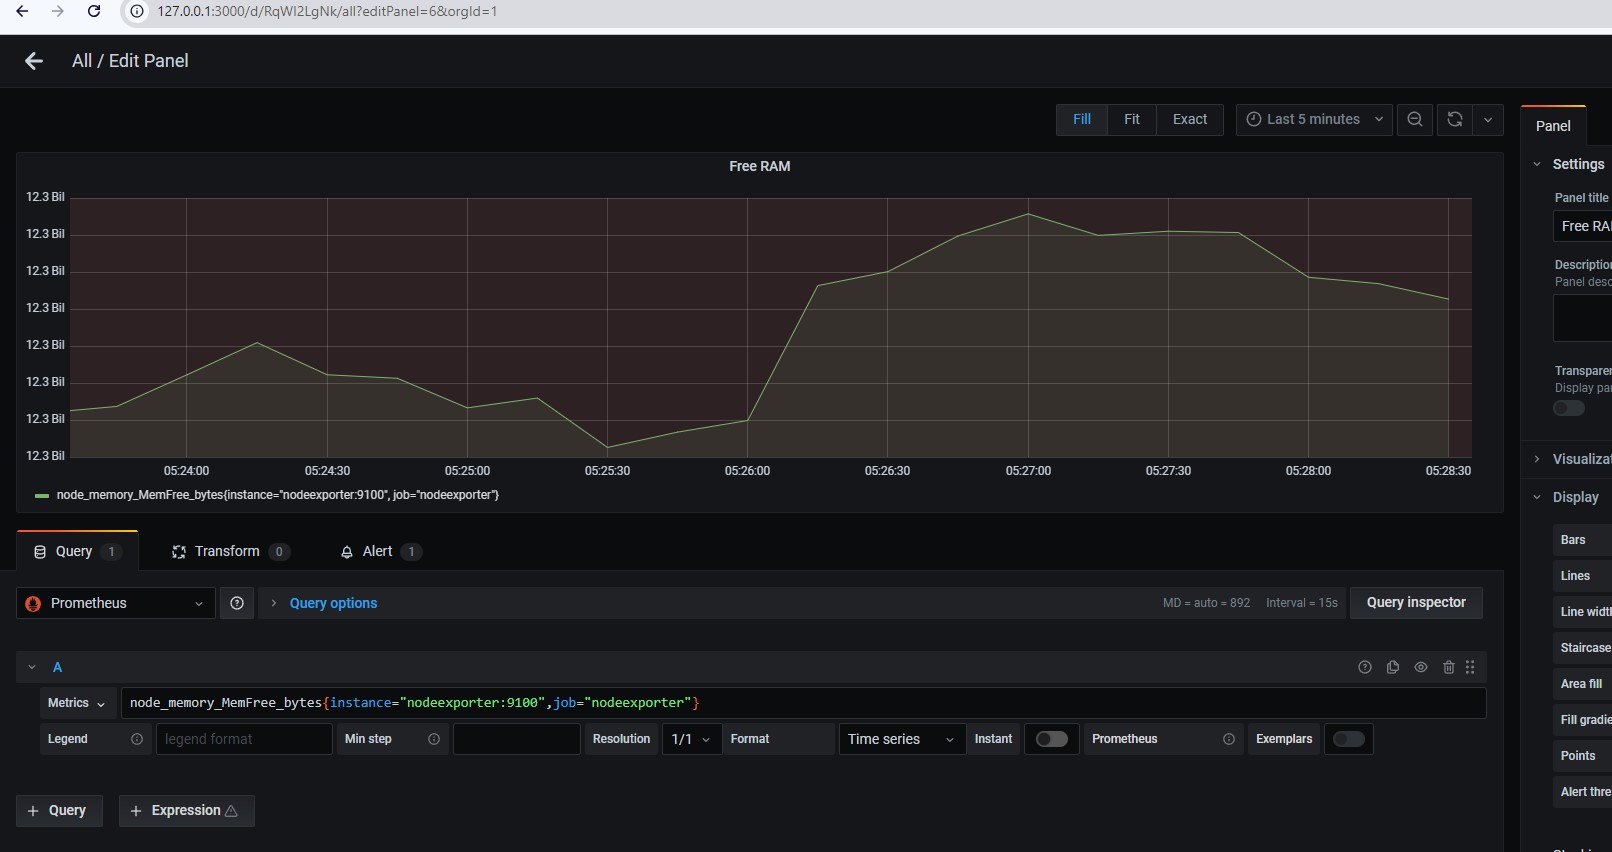 127.0.0.1:3000/d/RqWI2LgNk/all?editPanel=6&orgId=1
All / Edit Panel
Fill Fit Exact Last 5 minutes
Panel
Free RAM
Settings
12.3 Bil
12.3 Bil
12.3 Bil
12.3 Bil
12.3 Bil
12.3 Bil
12.3 Bil
12.3 Bil
05:24:00 05:24:30 05:25:00 05:25:30 05:26:00 05:26:30 05:27:00 05:27:30 05:28:00 05:28:30
node_memory_MemFree_bytes{instance="nodeexporter:9100", job="nodeexporter"}
Panel title
Free RA
Description
Panel desc
Transparen
Display pa
Visualizat
Display
Bars
Lines
Line width
Staircase
Area fill
Fill gradie
Points
Alert thre
Query 1 Transform 0 Alert 1
Prometheus Query options MD = auto = 892 Interval = 15s Query inspector
A
Metrics node_memory_MemFree_bytes{instance="nodeexporter:9100",job="nodeexporter"}
Legend legend format Min step Resolution 1/1 Format Time series Instant Prometheus Exemplars
+ Query + Expression